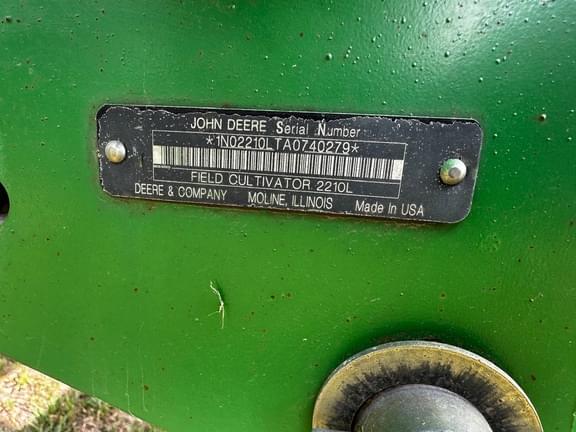 JOHN DEERE Serial Number
*1N02210LTA0740279*
FIELD CULTIVATOR 2210L
DEERE & COMPANY MOLINE, ILLINOIS Made in USA